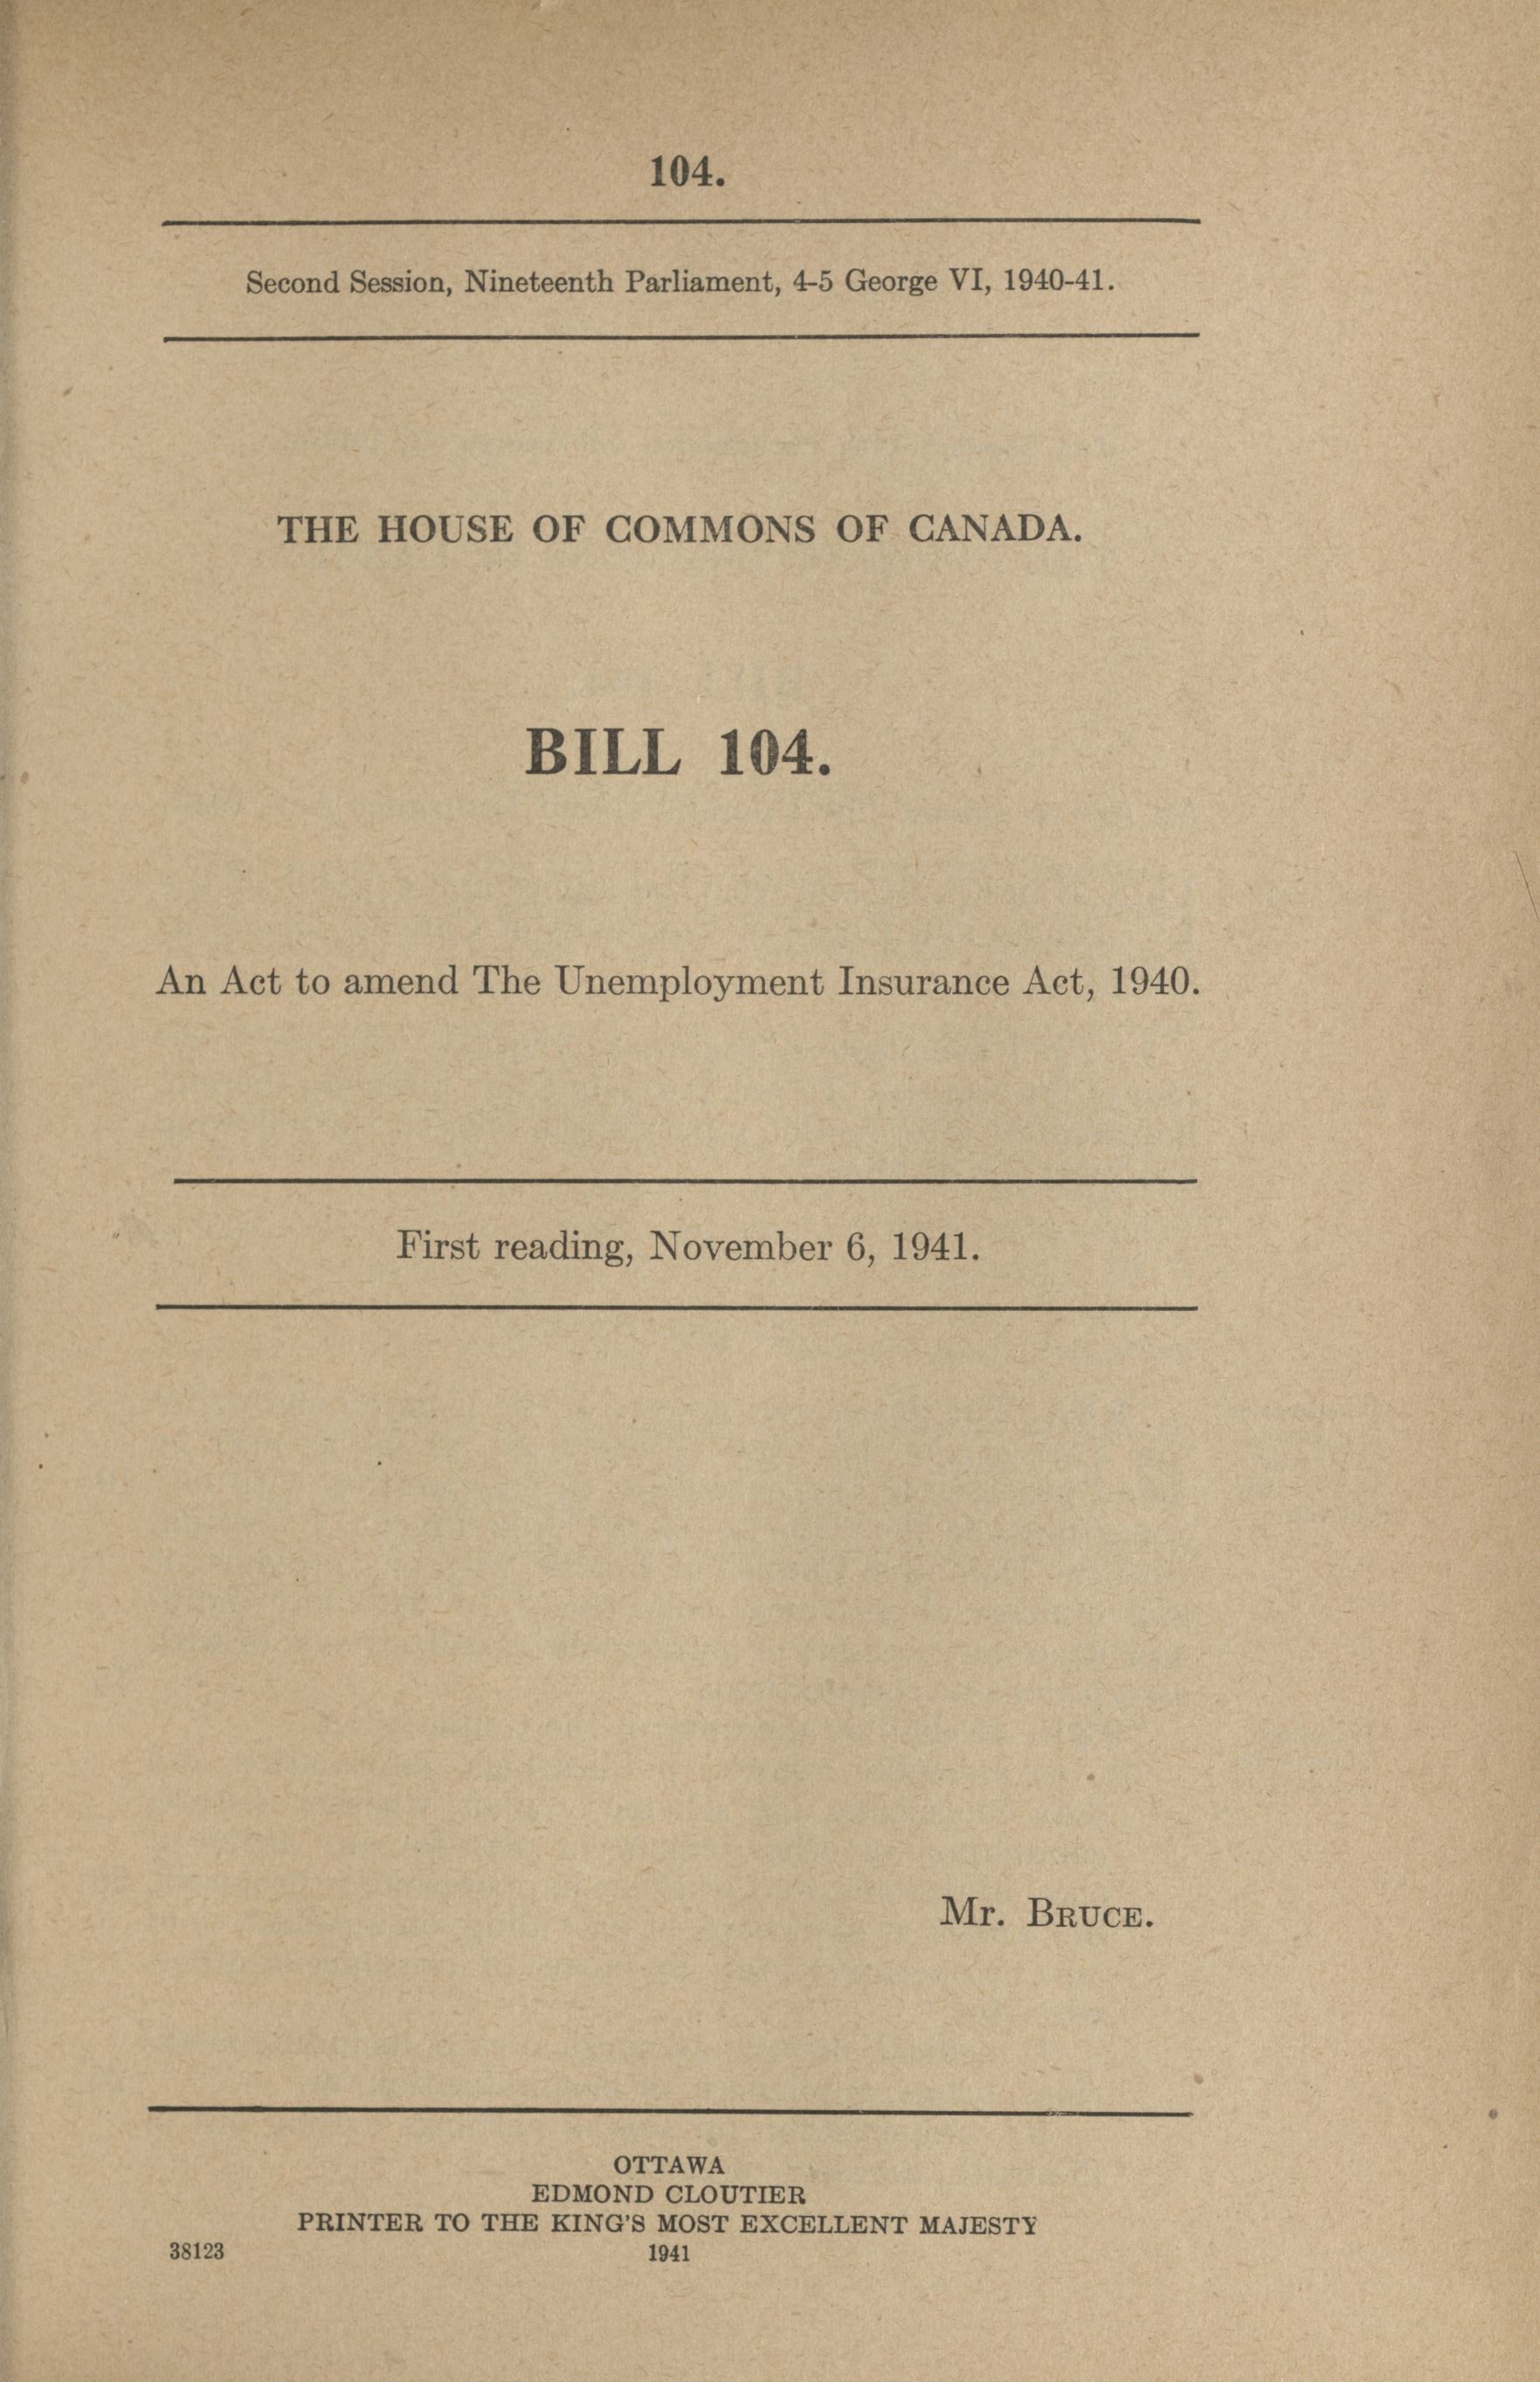 104.
Second Session, Nineteenth Parliament, 4-5 George VI, 1940-41.
THE HOUSE OF COMMONS OF CANADA.
BILL 104.
An Act to amend The Unemployment Insurance Act, 1940.
First reading, November 6, 1941.
Mr. BRUCE.
OTTAWA
EDMOND CLOUTIER
PRINTER TO THE KING'S MOST EXCELLENT MAJESTY
38123 1941